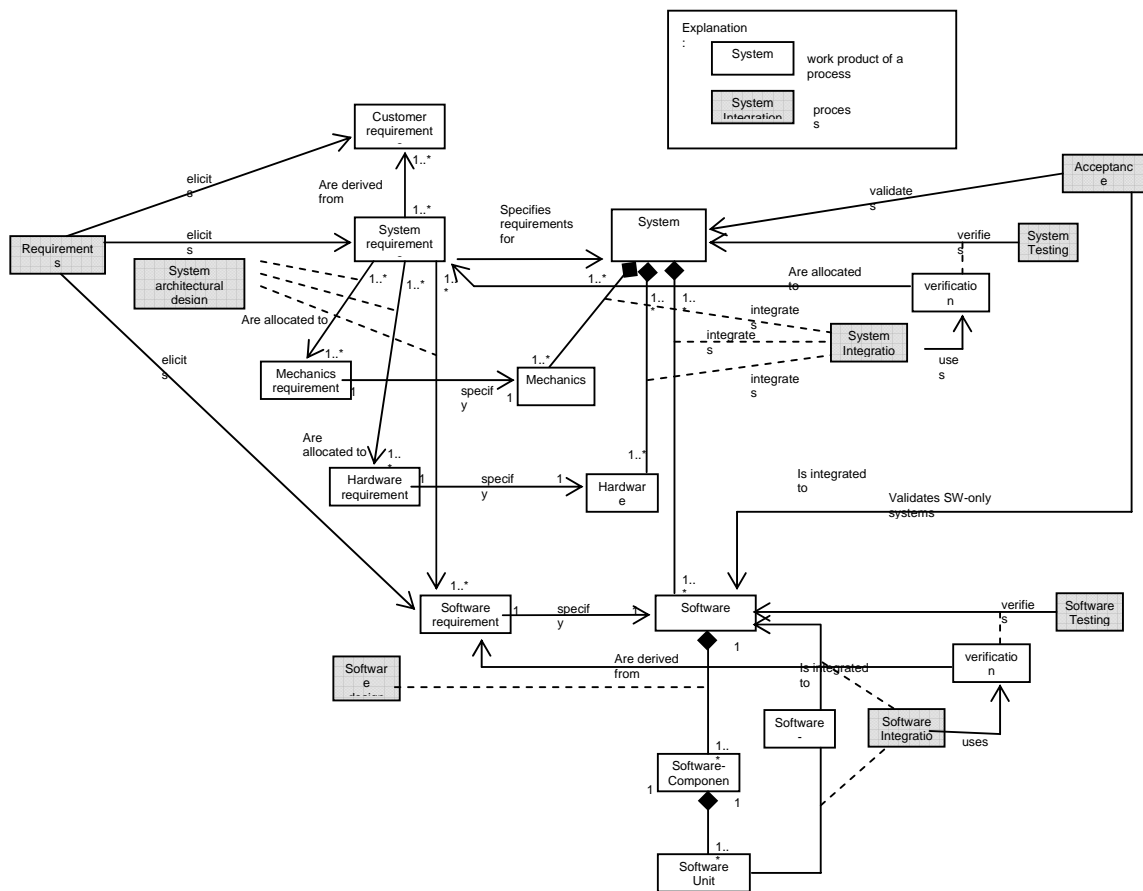 Explanation
:
System
work product of a
process
System
Integration
proces
s
Customer
requirement
1..*
elicit
s
Are derived
from
1..*
Specifies
requirements
for
System
validate
s
Acceptanc
e
Requirement
s
elicit
s
System
requirement
System
architectural
design
1..*
1..*
1..
*
1..*
1..
*
1..
*
*
verifie
s
System
Testing
Are allocated
to
verificatio
n
Are allocated to
integrate
s
integrate
s
integrate
s
System
Integratio
use
s
elicit
s
1..*
Mechanics
requirement
1
specif
y
1
1..*
Mechanics
Are
allocated to
1..
*
Hardware
requirement
1
specif
y
1
1..*
Hardwar
e
Is integrated
to
Validates SW-only
systems
1..*
Software
requirement
1
specif
y
1
1..
*
Software
1
verifie
s
Software
Testing
Are derived
from
Is integrated
to
verificatio
n
Softwar
e
design
Software
-
Software
Integratio
uses
1..
*
Software-
Componen
1
1
1..
*
Software
Unit